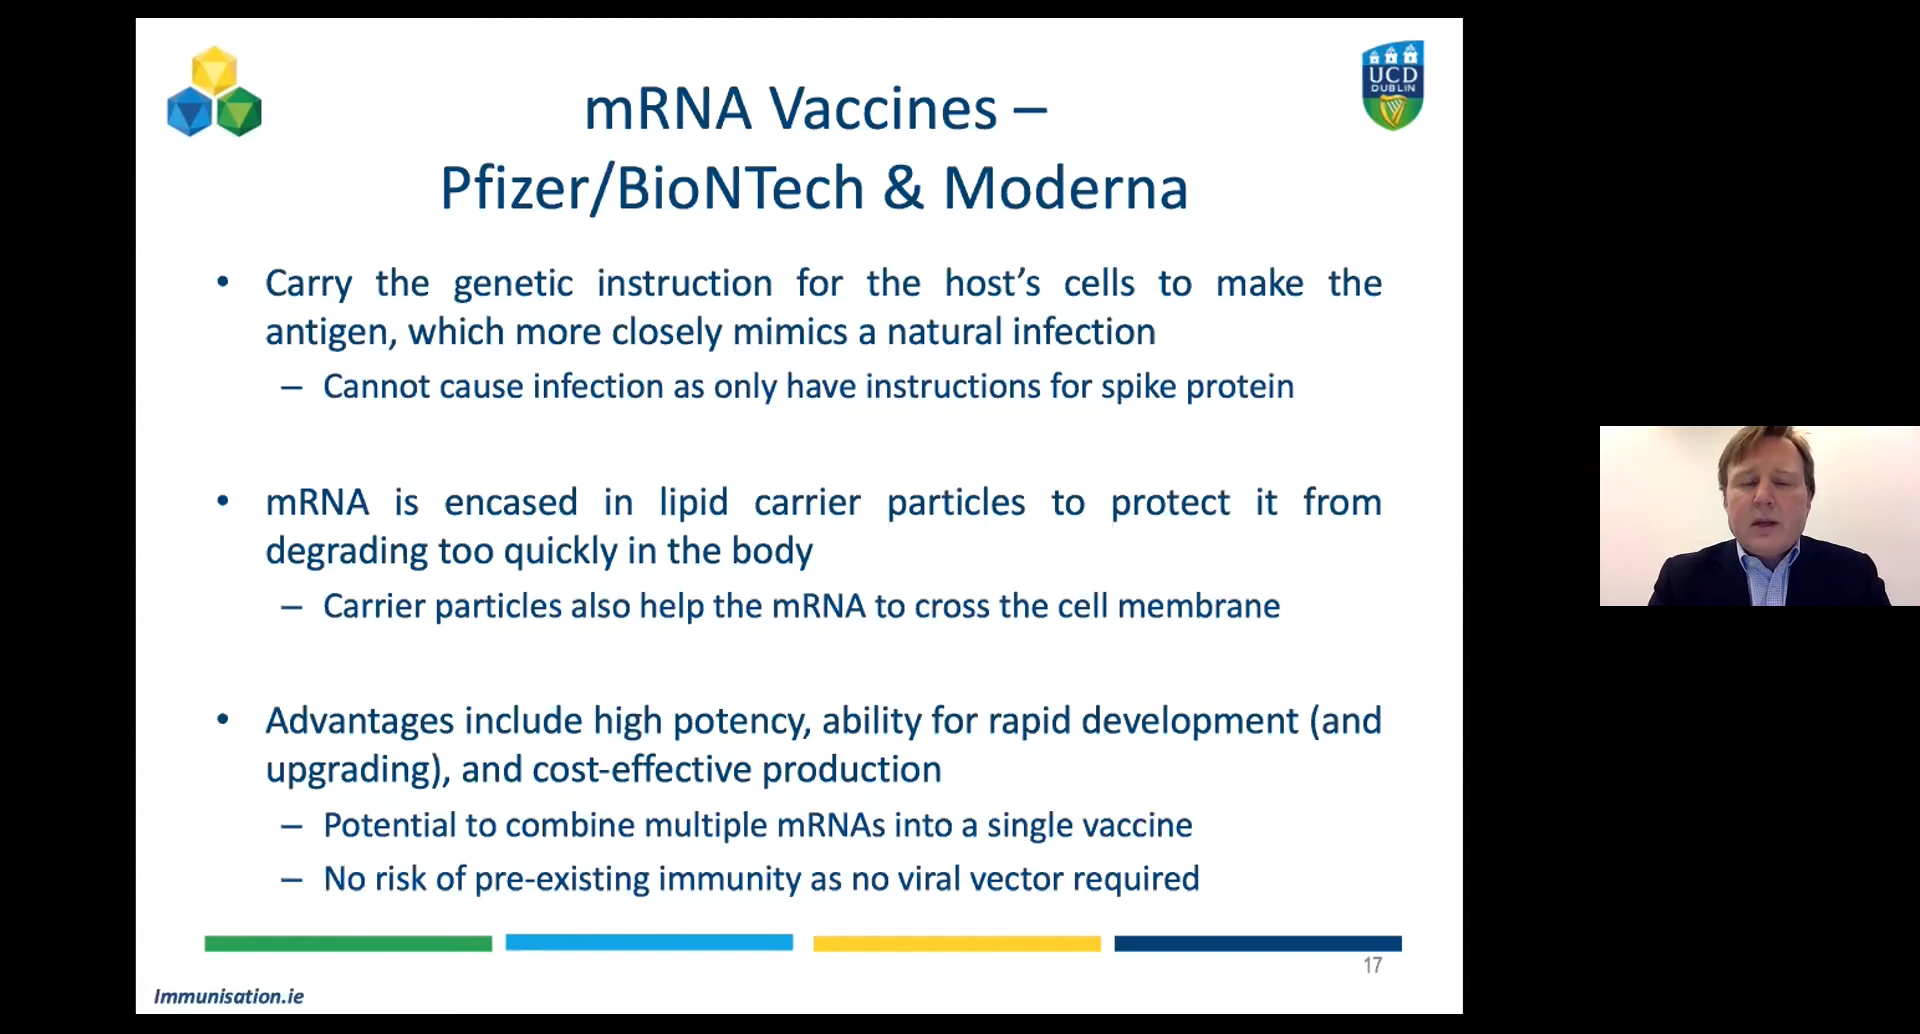 UCD
DUBLIN
mRNA Vaccines –
Pfizer/BioNTech & Moderna
• Carry the genetic instruction for the host’s cells to make the
antigen, which more closely mimics a natural infection
– Cannot cause infection as only have instructions for spike protein
• mRNA is encased in lipid carrier particles to protect it from
degrading too quickly in the body
– Carrier particles also help the mRNA to cross the cell membrane
• Advantages include high potency, ability for rapid development (and
upgrading), and cost-effective production
– Potential to combine multiple mRNAs into a single vaccine
– No risk of pre-existing immunity as no viral vector required
17
Immunisation.ie